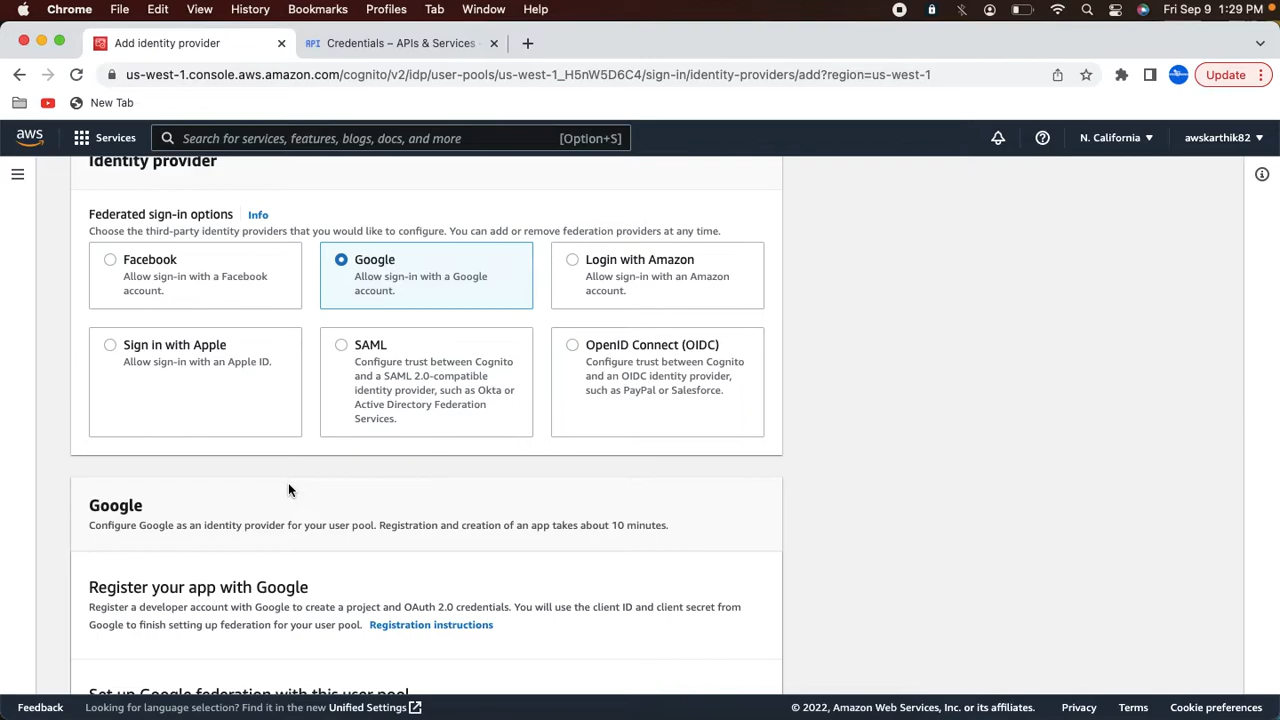 Chrome File Edit View History Bookmarks Profiles Tab Window Help Fri Sep 9 1:29 PM
Add identity provider
API Credentials – APIs & Services
us-west-1.console.aws.amazon.com/cognito/v2/idp/user-pools/us-west-1_H5nW5D6C4/sign-in/identity-providers/add?region=us-west-1
Update
New Tab
aws Services Search for services, features, blogs, docs, and more [Option+S] N. California awskarthik82
Identity provider
Federated sign-in options Info
Choose the third-party identity providers that you would like to configure. You can add or remove federation providers at any time.
Facebook
Allow sign-in with a Facebook
account.
Google
Allow sign-in with a Google
account.
Login with Amazon
Allow sign-in with an Amazon
account.
Sign in with Apple
Allow sign-in with an Apple ID.
SAML
Configure trust between Cognito
and a SAML 2.0-compatible
identity provider, such as Okta or
Active Directory Federation
Services.
OpenID Connect (OIDC)
Configure trust between Cognito
and an OIDC identity provider,
such as PayPal or Salesforce.
Google
Configure Google as an identity provider for your user pool. Registration and creation of an app takes about 10 minutes.
Register your app with Google
Register a developer account with Google to create a project and OAuth 2.0 credentials. You will use the client ID and client secret from
Google to finish setting up federation for your user pool. Registration instructions
Set up Google federation with this user pool
Feedback Looking for language selection? Find it in the new Unified Settings © 2022, Amazon Web Services, Inc. or its affiliates. Privacy Terms Cookie preferences